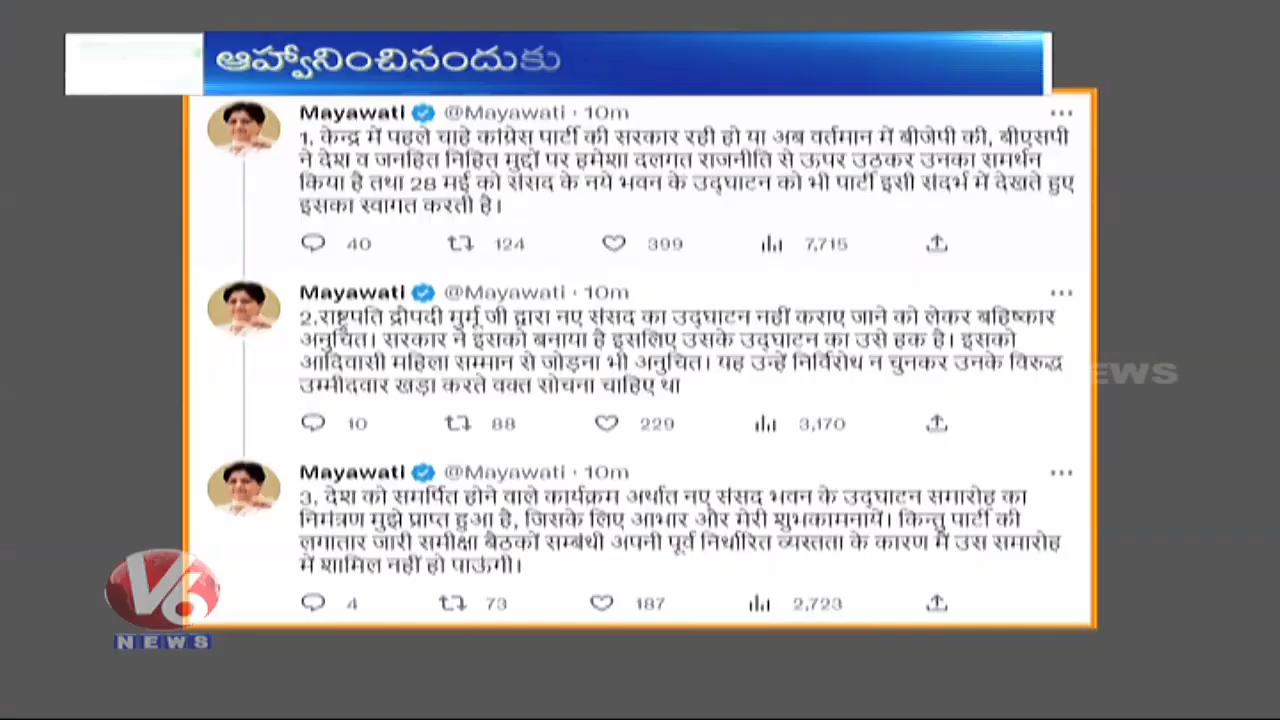 ఆహ్వానించినందుకు
Mayawati @Mayawati · 10m
1, केन्द्र में पहले चाहे कांग्रेस पार्टी की सरकार रही हो या अब वर्तमान में बीजेपी की, बीएसपी
ने देश व जनहित निहित मुद्दों पर हमेशा दलगत राजनीति से ऊपर उठकर उनका समर्थन
किया है तथा 28 मई को संसद के नये भवन के उद्घाटन को भी पार्टी इसी संदर्भ में देखते हुए
इसका स्वागत करती है।
40 124 399 7,715
Mayawati @Mayawati · 10m
2.राष्ट्रपति द्रौपदी मुर्मू जी द्वारा नए संसद का उद्घाटन नहीं कराए जाने को लेकर बहिष्कार
अनुचित। सरकार ने इसको बनाया है इसलिए उसके उद्घाटन का उसे हक है। इसको
आदिवासी महिला सम्मान से जोड़ना भी अनुचित। यह उन्हें निर्विरोध न चुनकर उनके विरुद्ध
उम्मीदवार खड़ा करते वक्त सोचना चाहिए था
10 88 229 3,170
Mayawati @Mayawati · 10m
3, देश को समर्पित होने वाले कार्यक्रम अर्थात नए संसद भवन के उद्घाटन समारोह का
निमंत्रण मुझे प्राप्त हुआ है, जिसके लिए आभार और मेरी शुभकामनायें। किन्तु पार्टी की
लगातार जारी समीक्षा बैठकों सम्बंधी अपनी पूर्व निर्धारित व्यस्तता के कारण मैं उस समारोह
में शामिल नहीं हो पाऊंगी।
4 73 187 2,723
V6
NEWS
EWS